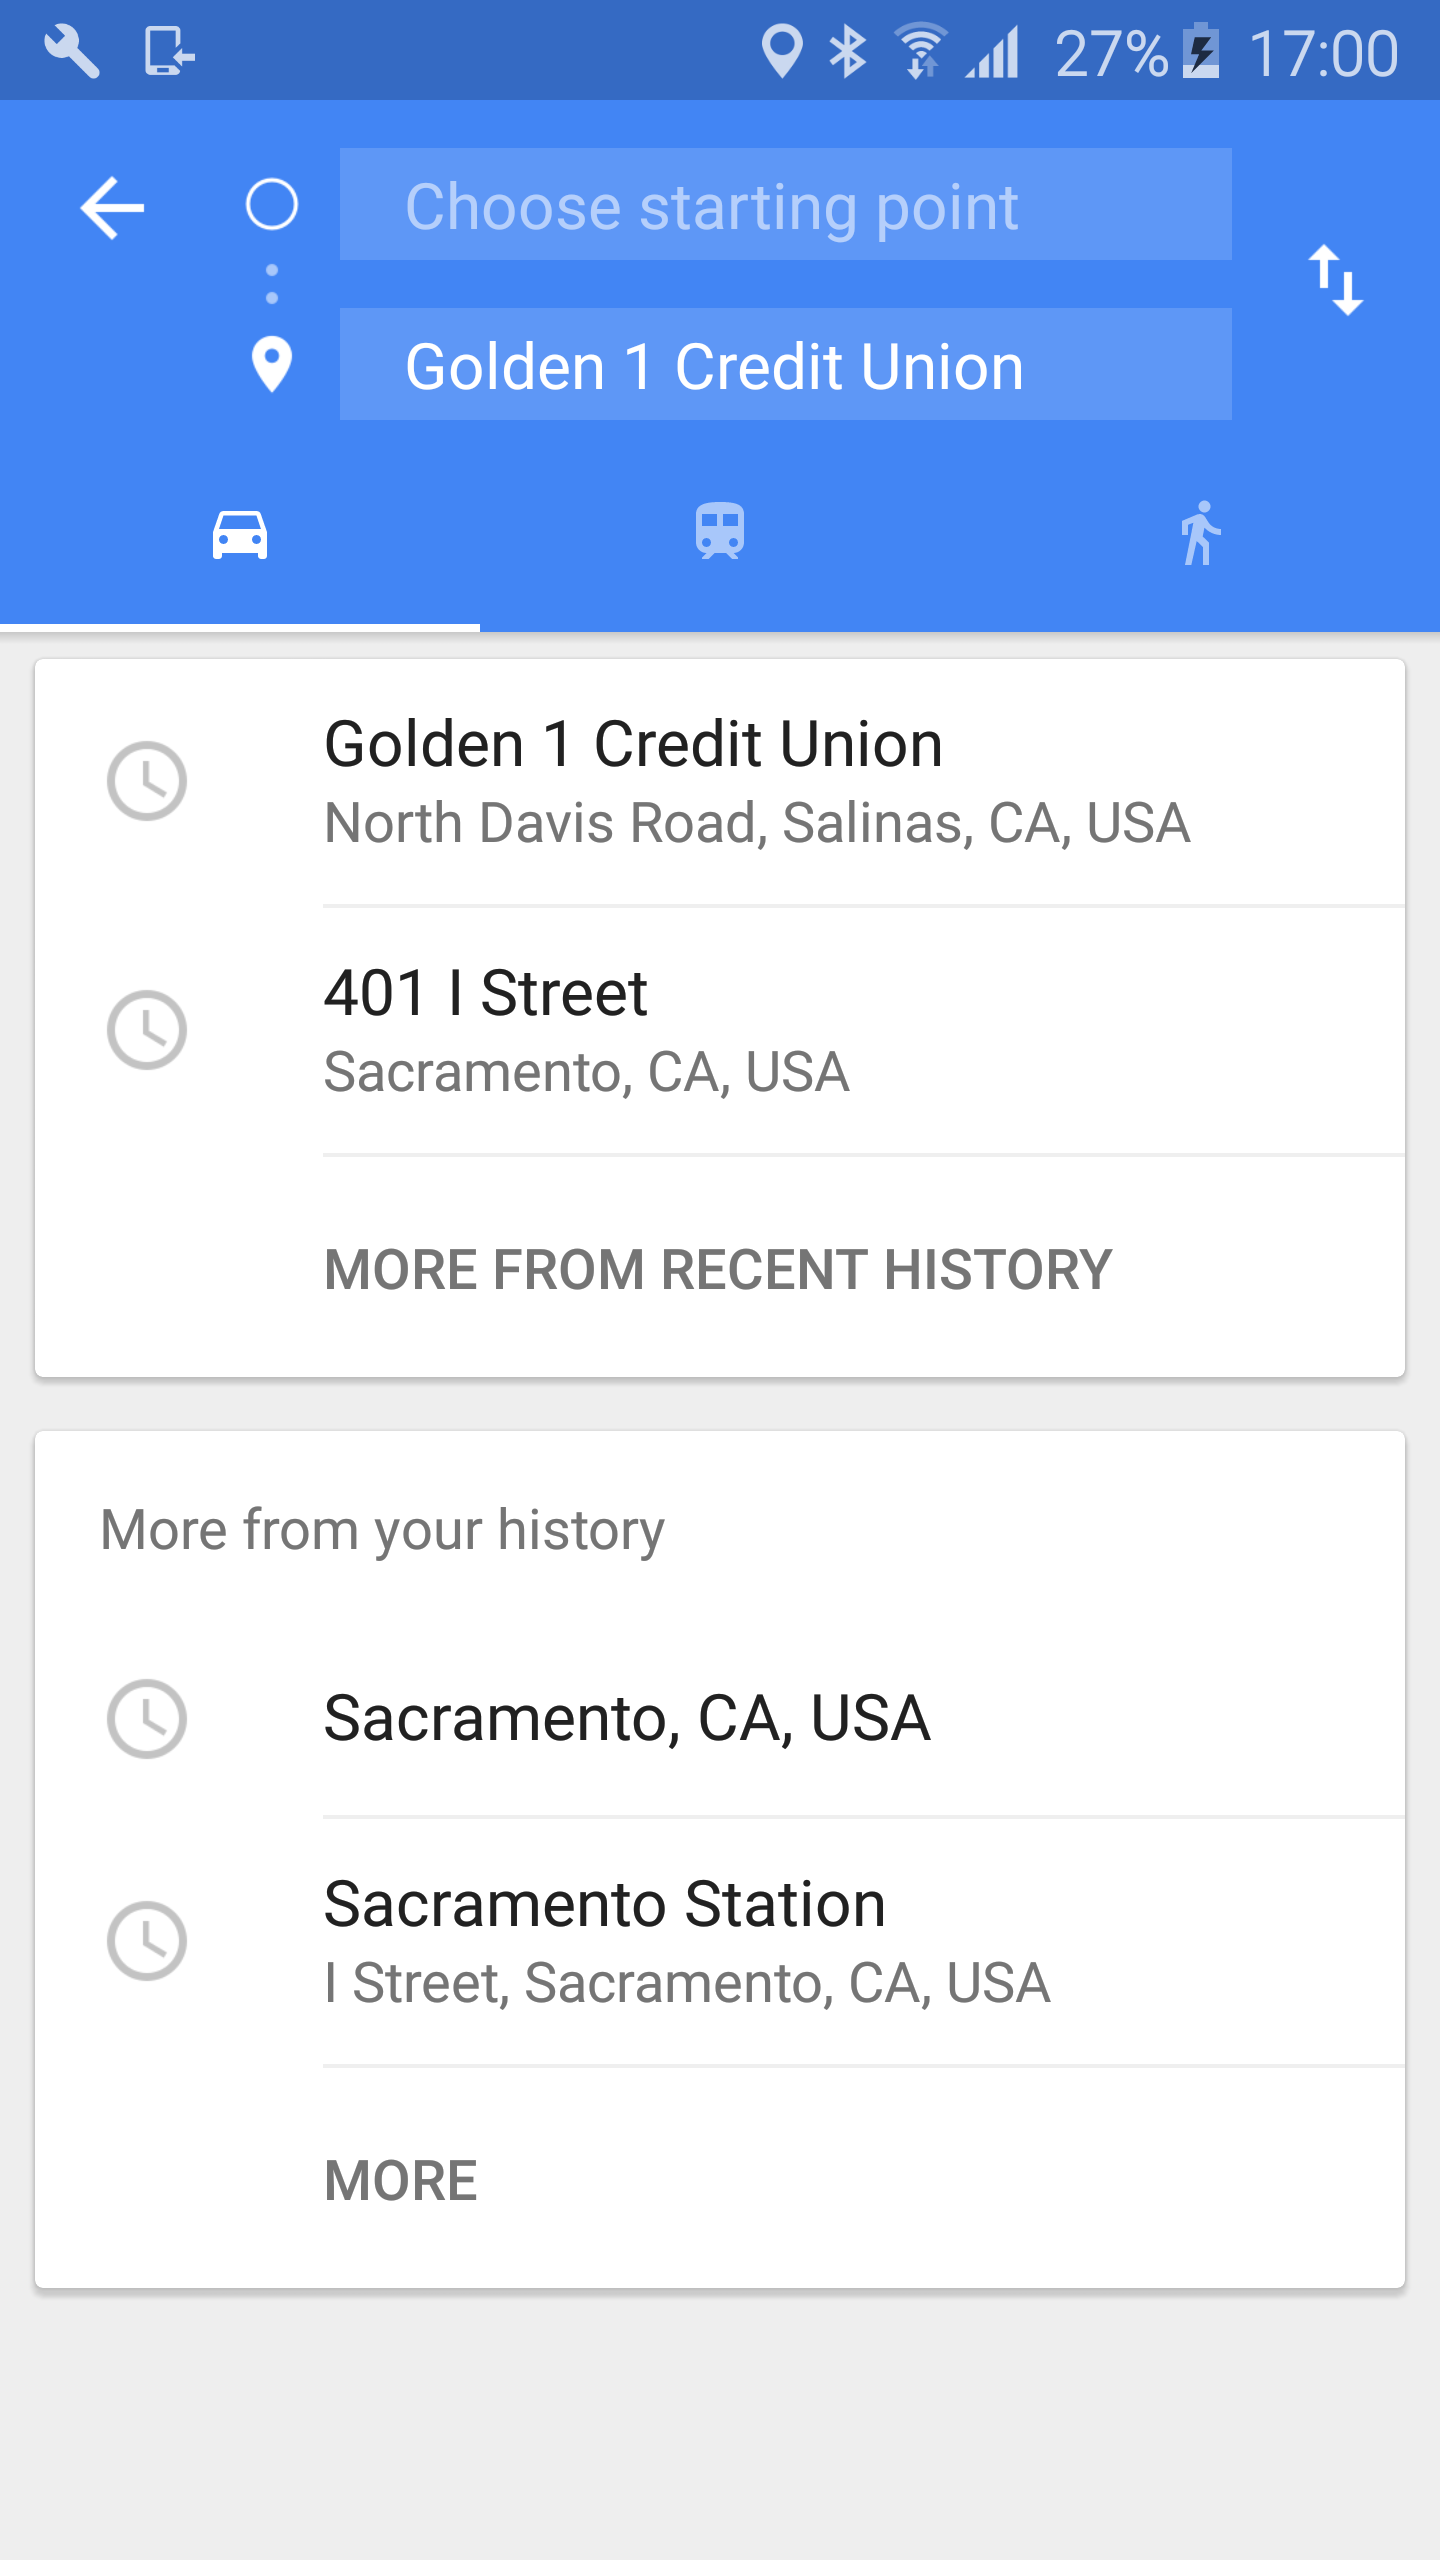 27% 17:00
Choose starting point
Golden 1 Credit Union
Golden 1 Credit Union
North Davis Road, Salinas, CA, USA
401 I Street
Sacramento, CA, USA
MORE FROM RECENT HISTORY
More from your history
Sacramento, CA, USA
Sacramento Station
I Street, Sacramento, CA, USA
MORE